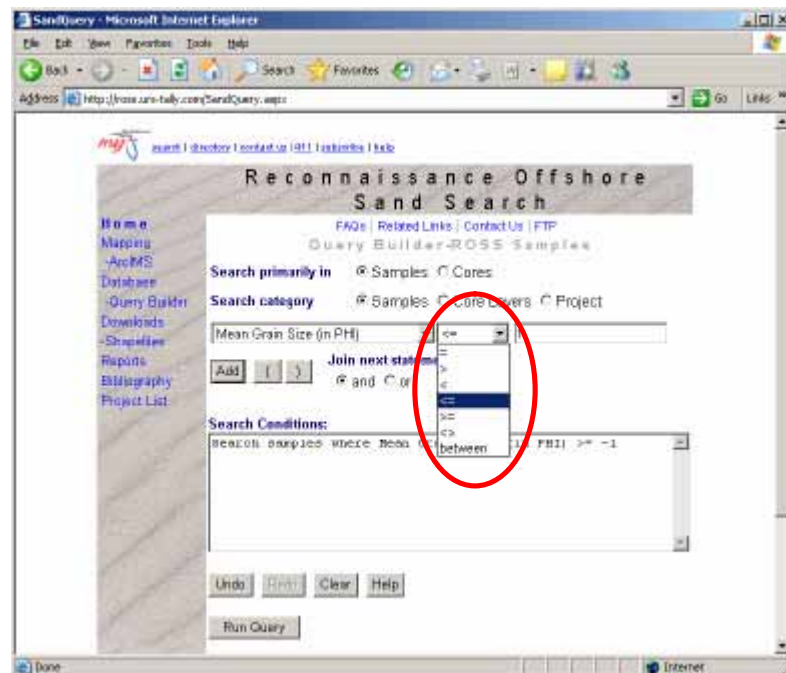 SandQuery - Microsoft Internet Explorer
File Edit View Favorites Tools Help
Back Search Favorites
Address http://ross.urs-tally.com/SandQuery.aspx Go Links »
my search | directory | contact us | 411 | subscribe | help
Reconnaissance Offshore
Sand Search
Home
FAQs | Related Links | Contact Us | FTP
Mapping
Query Builder-ROSS Samples
-ArcIMS
Search primarily in Samples Cores
Database
-Query Builder
Search category Samples Core Layers Project
Downloads
-Shapefiles
Mean Grain Size (in PHI) <=
Reports
Bibliography
Project List
Add ( ) Join next statem
and or
=
>
<
<=
>=
<>
between
Search Conditions:
Search samples where Mean PHI) >= -1
Undo Redo Clear Help
Run Query
Done Internet